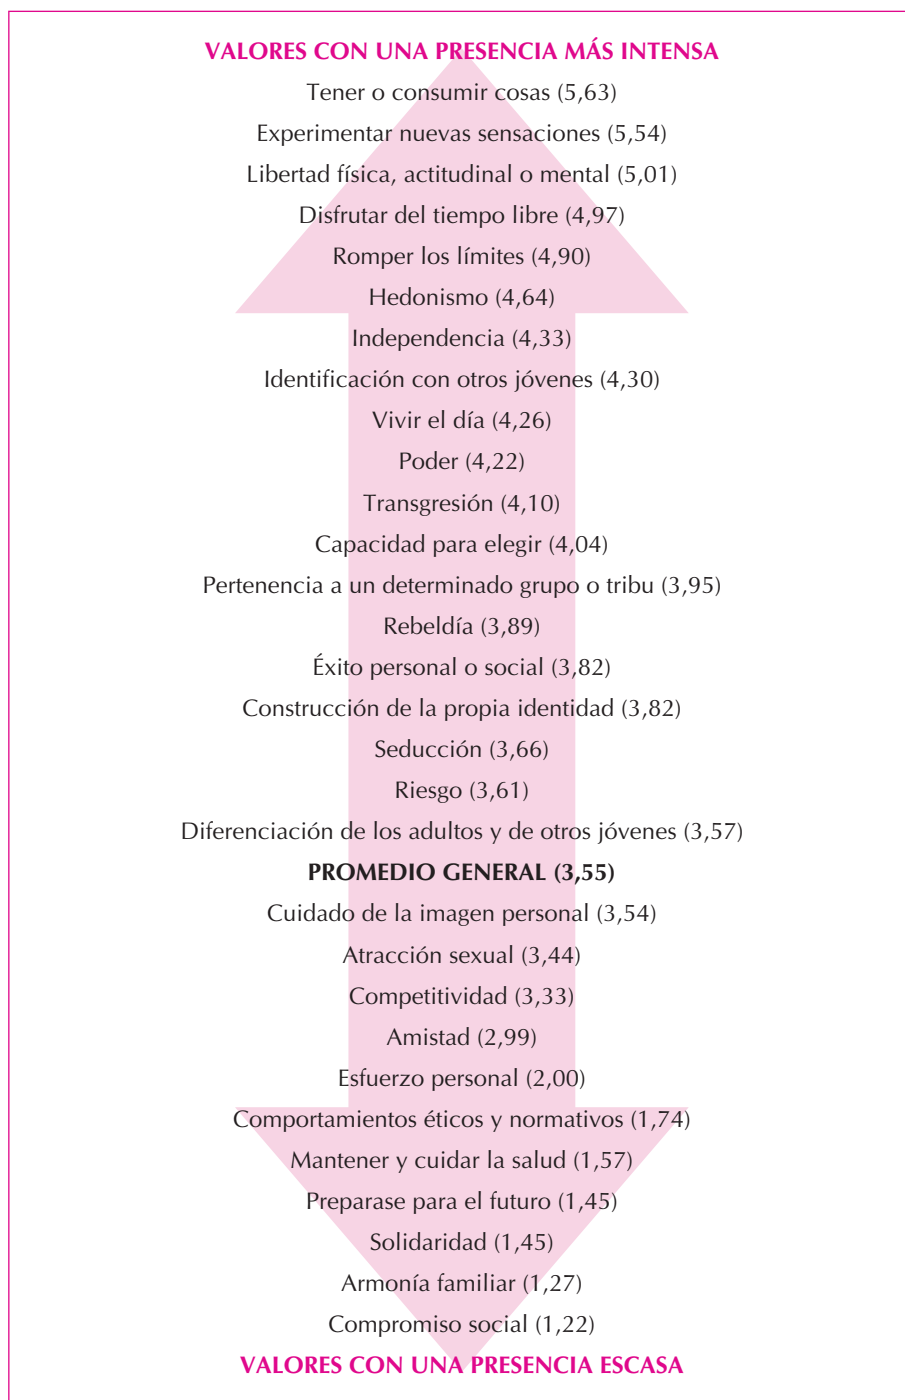 VALORES CON UNA PRESENCIA MÁS INTENSA
Tener o consumir cosas (5,63)
Experimentar nuevas sensaciones (5,54)
Libertad física, actitudinal o mental (5,01)
Disfrutar del tiempo libre (4,97)
Romper los límites (4,90)
Hedonismo (4,64)
Independencia (4,33)
Identificación con otros jóvenes (4,30)
Vivir el día (4,26)
Poder (4,22)
Transgresión (4,10)
Capacidad para elegir (4,04)
Pertenencia a un determinado grupo o tribu (3,95)
Rebeldía (3,89)
Éxito personal o social (3,82)
Construcción de la propia identidad (3,82)
Seducción (3,66)
Riesgo (3,61)
Diferenciación de los adultos y de otros jóvenes (3,57)
PROMEDIO GENERAL (3,55)
Cuidado de la imagen personal (3,54)
Atracción sexual (3,44)
Competitividad (3,33)
Amistad (2,99)
Esfuerzo personal (2,00)
Comportamientos éticos y normativos (1,74)
Mantener y cuidar la salud (1,57)
Preparase para el futuro (1,45)
Solidaridad (1,45)
Armonía familiar (1,27)
Compromiso social (1,22)
VALORES CON UNA PRESENCIA ESCASA